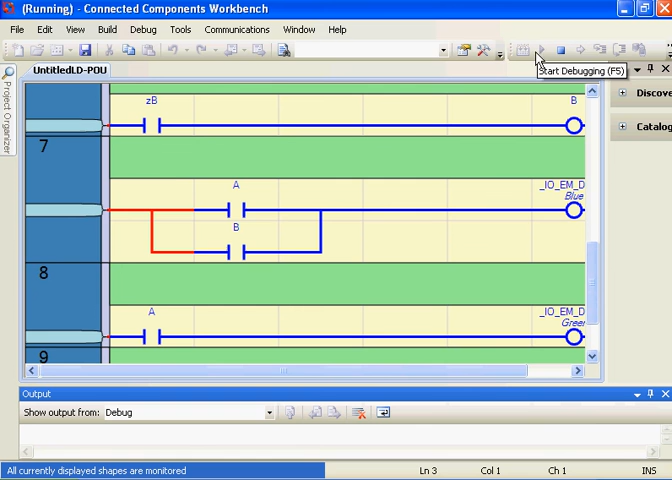 (Running) - Connected Components Workbench
File Edit View Build Debug Tools Communications Window Help
Start Debugging (F5)
UntitledLD-POU
Project Organizer
Discove
Catalog
zB B
7
A _IO_EM_D
Blue
B
8
A _IO_EM_D
Green
9
Output
Show output from: Debug
All currently displayed shapes are monitored Ln 3 Col 1 Ch 1 INS